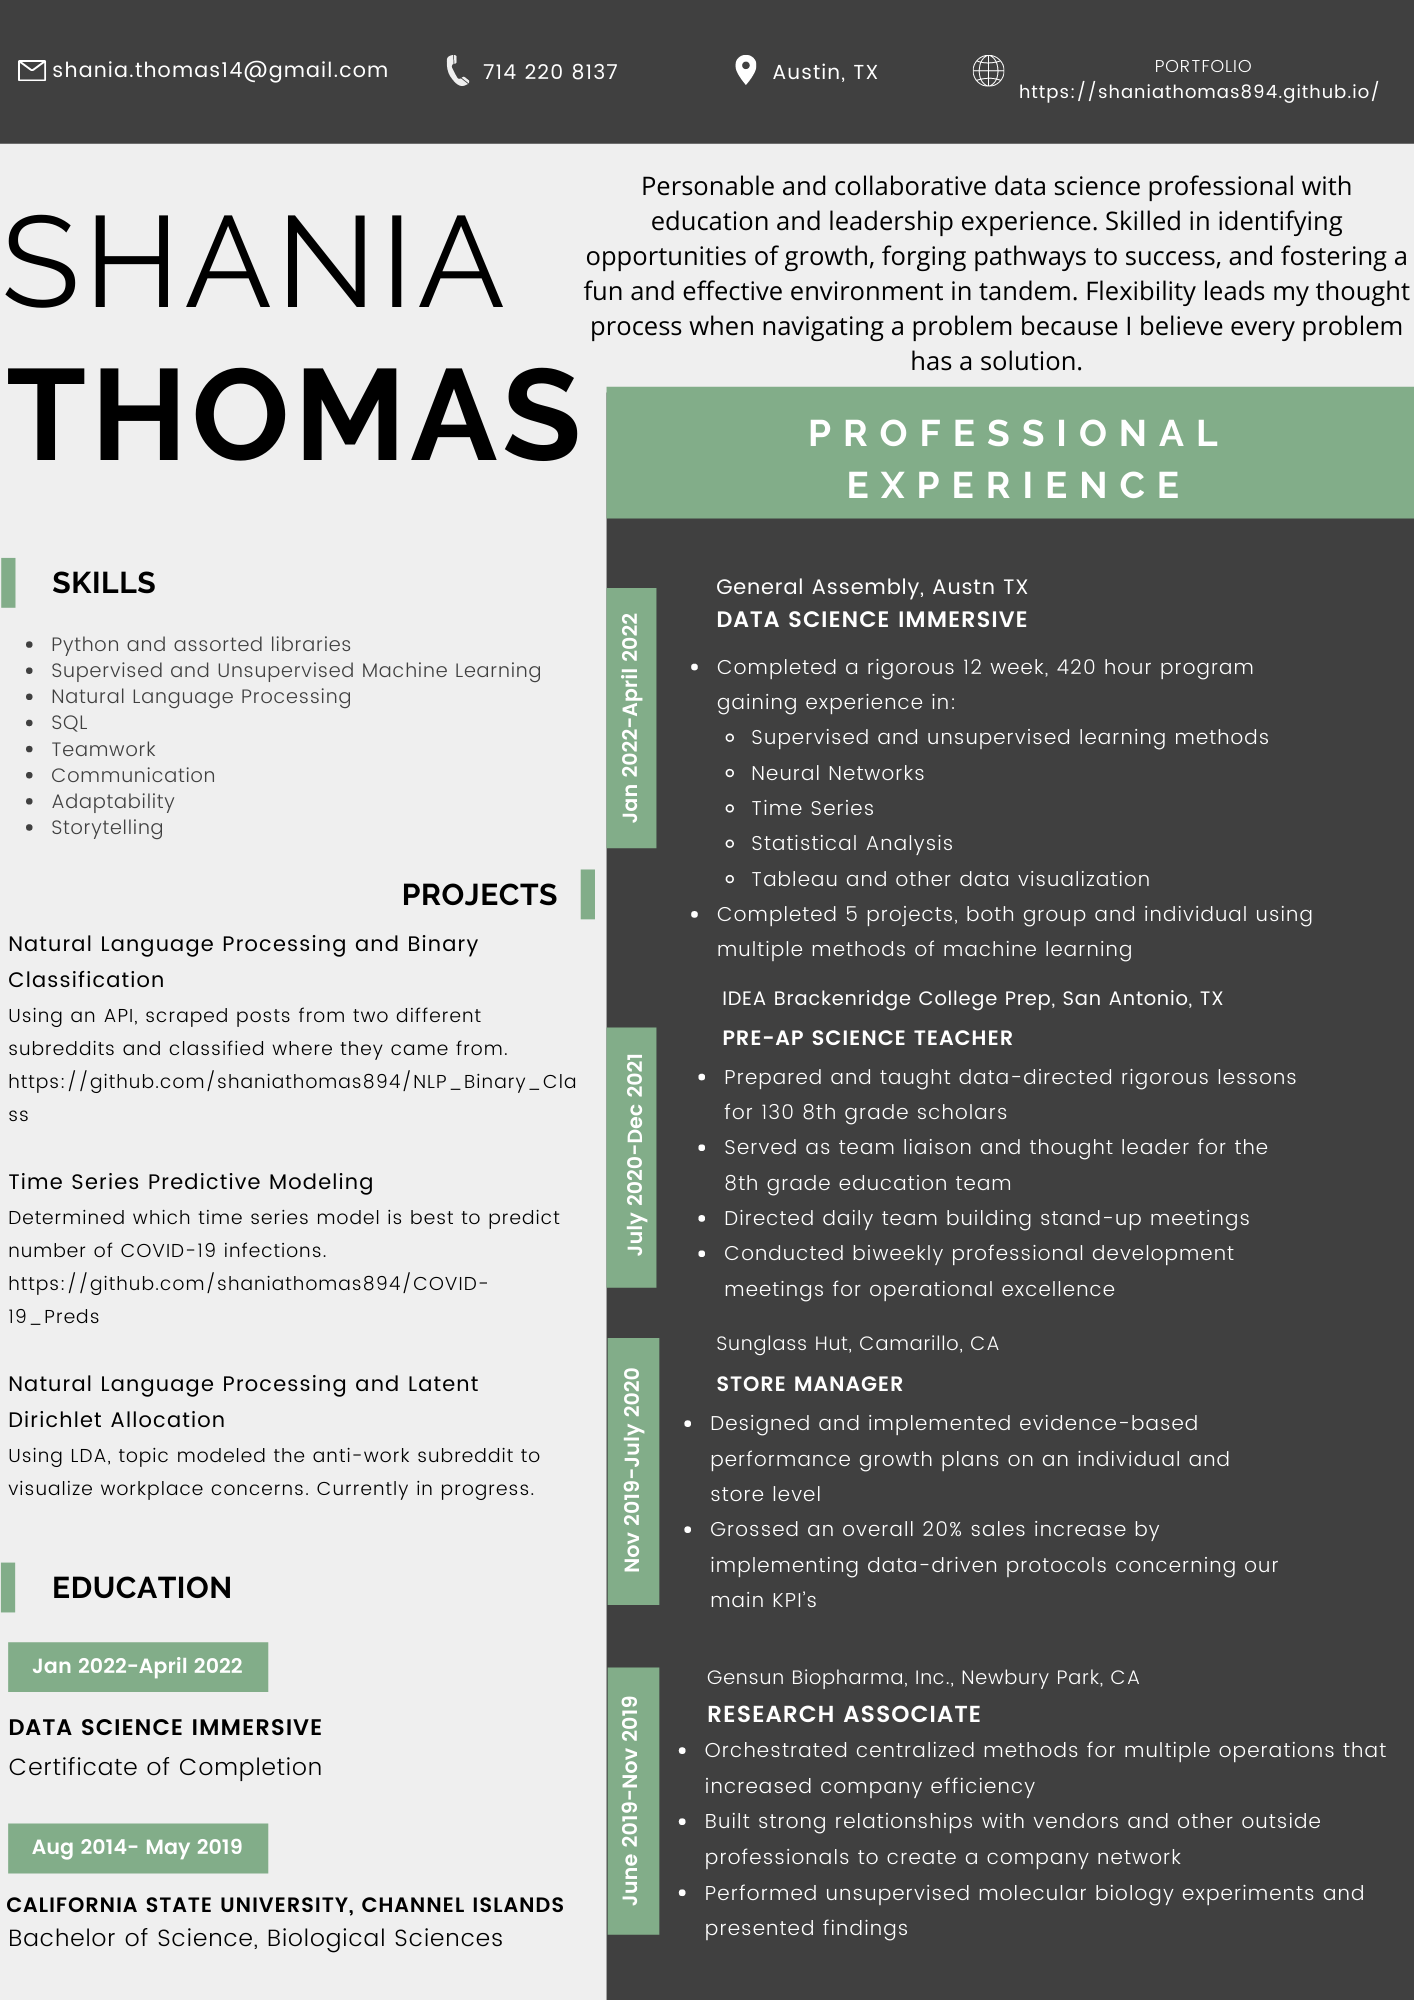 shania.thomas14@gmail.com
714 220 8137
Austin, TX
PORTFOLIO
https://shaniathomas894.github.io/
SHANIA
THOMAS
Personable and collaborative data science professional with
education and leadership experience. Skilled in identifying
opportunities of growth, forging pathways to success, and fostering a
fun and effective environment in tandem. Flexibility leads my thought
process when navigating a problem because I believe every problem
has a solution.
SKILLS
• Python and assorted libraries
• Supervised and Unsupervised Machine Learning
• Natural Language Processing
• SQL
• Teamwork
• Communication
• Adaptability
• Storytelling
PROJECTS
Natural Language Processing and Binary
Classification
Using an API, scraped posts from two different
subreddits and classified where they came from.
https://github.com/shaniathomas894/NLP_Binary_Cla
ss
Time Series Predictive Modeling
Determined which time series model is best to predict
number of COVID-19 infections.
https://github.com/shaniathomas894/COVID-
19_Preds
Natural Language Processing and Latent
Dirichlet Allocation
Using LDA, topic modeled the anti-work subreddit to
visualize workplace concerns. Currently in progress.
EDUCATION
Jan 2022-April 2022
DATA SCIENCE IMMERSIVE
Certificate of Completion
Aug 2014- May 2019
CALIFORNIA STATE UNIVERSITY, CHANNEL ISLANDS
Bachelor of Science, Biological Sciences
PROFESSIONAL
EXPERIENCE
Jan 2022-April 2022
General Assembly, Austn TX
DATA SCIENCE IMMERSIVE
• Completed a rigorous 12 week, 420 hour program
gaining experience in:
◦ Supervised and unsupervised learning methods
◦ Neural Networks
◦ Time Series
◦ Statistical Analysis
◦ Tableau and other data visualization
• Completed 5 projects, both group and individual using
multiple methods of machine learning
July 2020-Dec 2021
IDEA Brackenridge College Prep, San Antonio, TX
PRE-AP SCIENCE TEACHER
• Prepared and taught data-directed rigorous lessons
for 130 8th grade scholars
• Served as team liaison and thought leader for the
8th grade education team
• Directed daily team building stand-up meetings
• Conducted biweekly professional development
meetings for operational excellence
Nov 2019-July 2020
Sunglass Hut, Camarillo, CA
STORE MANAGER
• Designed and implemented evidence-based
performance growth plans on an individual and
store level
• Grossed an overall 20% sales increase by
implementing data-driven protocols concerning our
main KPI's
June 2019-Nov 2019
Gensun Biopharma, Inc., Newbury Park, CA
RESEARCH ASSOCIATE
• Orchestrated centralized methods for multiple operations that
increased company efficiency
• Built strong relationships with vendors and other outside
professionals to create a company network
• Performed unsupervised molecular biology experiments and
presented findings